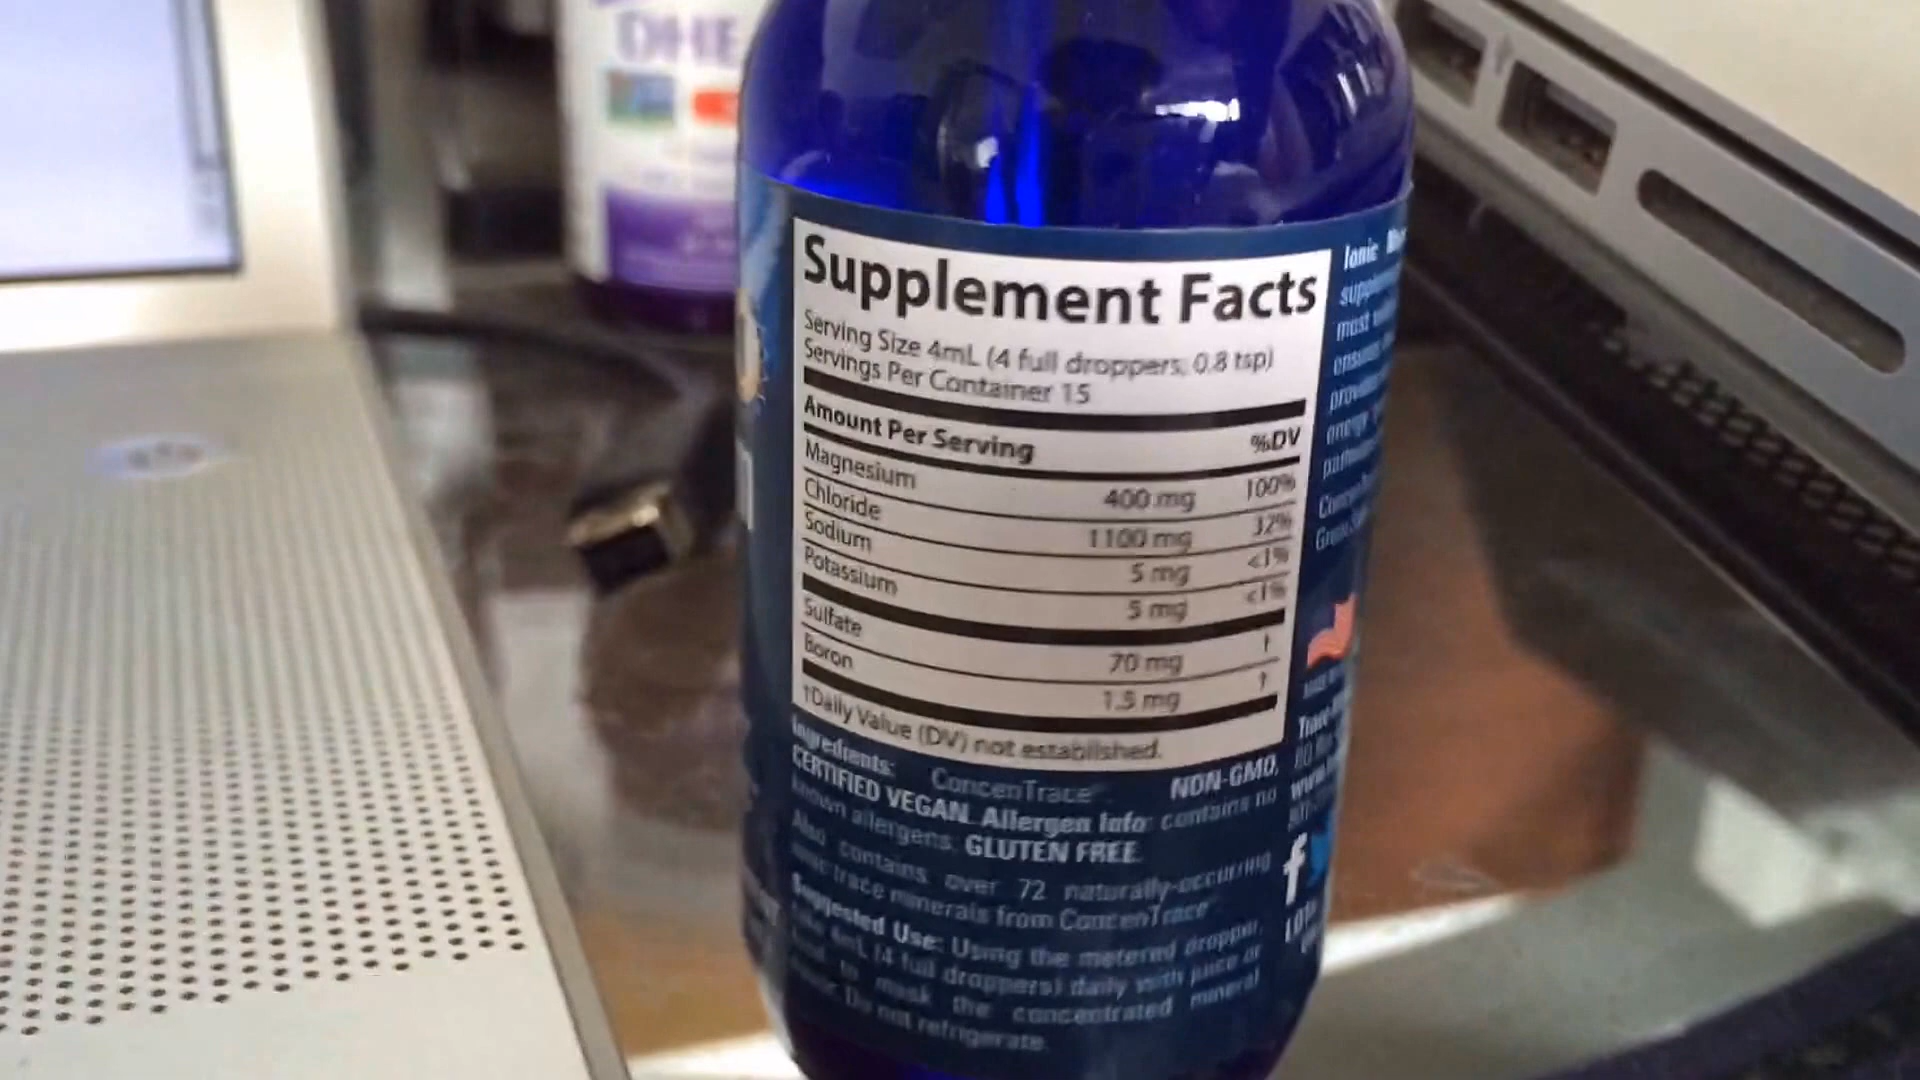 DHE
Supplement Facts
Serving Size 4mL (4 full droppers; 0.8 tsp)
Servings Per Container 15
Amount Per Serving %DV
Magnesium 400 mg 100%
Chloride 1100 mg 32%
Sodium 5 mg <1%
Potassium 5 mg <1%
Sulfate 70 mg †
Boron 1.5 mg †
†Daily Value (DV) not established.
Ingredients: ConcenTrace NON-GMO,
CERTIFIED VEGAN. Allergen Info: contains no
known allergens. GLUTEN FREE.
Also contains over 72 naturally-occurring
trace minerals from ConcenTrace
Suggested Use: Using the metered dropper,
4mL (4 full droppers) daily with juice or
to mask the concentrated mineral
Do not refrigerate.
Ionic
most
energy
f